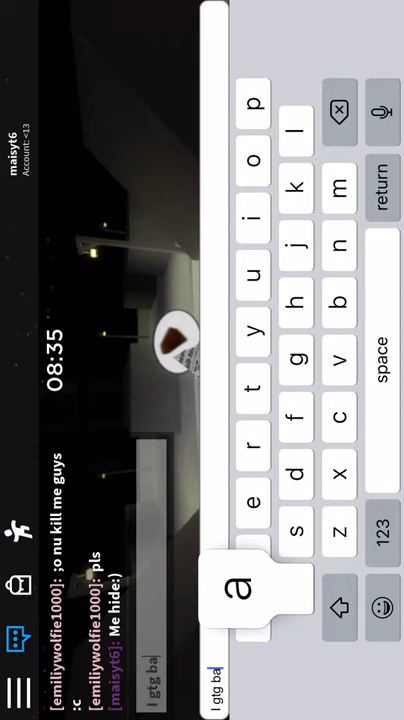 maisyt6
Account: <13
08:35
[emiliywolfie1000]: ;o nu kill me guys
:c
[emiliywolfie1000]: pls
[maisyt6]: Me hide:)
I gtg ba
I gtg ba
e r t y u i o p
a
s d f g h j k l
z x c v b n m
123 space return